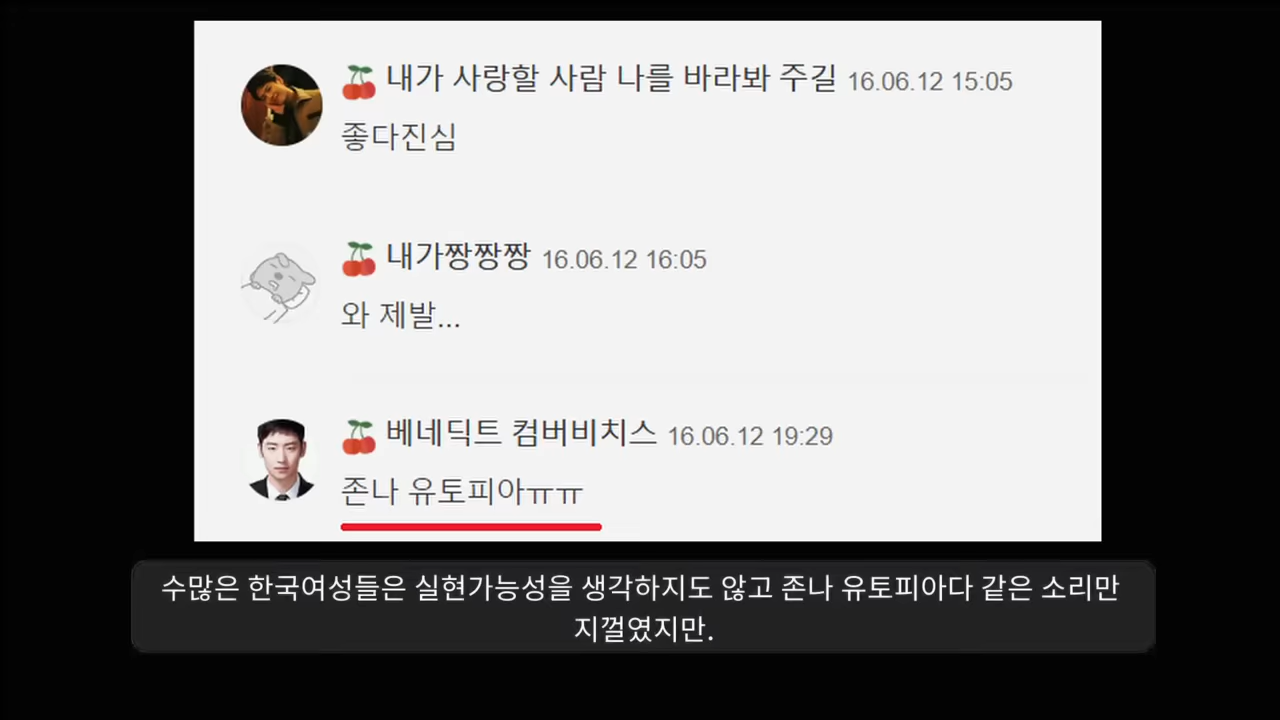 내가 사랑할 사람 나를 바라봐 주길 16.06.12 15:05
좋다진심
내가짱짱짱 16.06.12 16:05
와 제발...
베네딕트 컴버비치스 16.06.12 19:29
존나 유토피아ㅠㅠ
수많은 한국여성들은 실현가능성을 생각하지도 않고 존나 유토피아다 같은 소리만
지껄였지만.